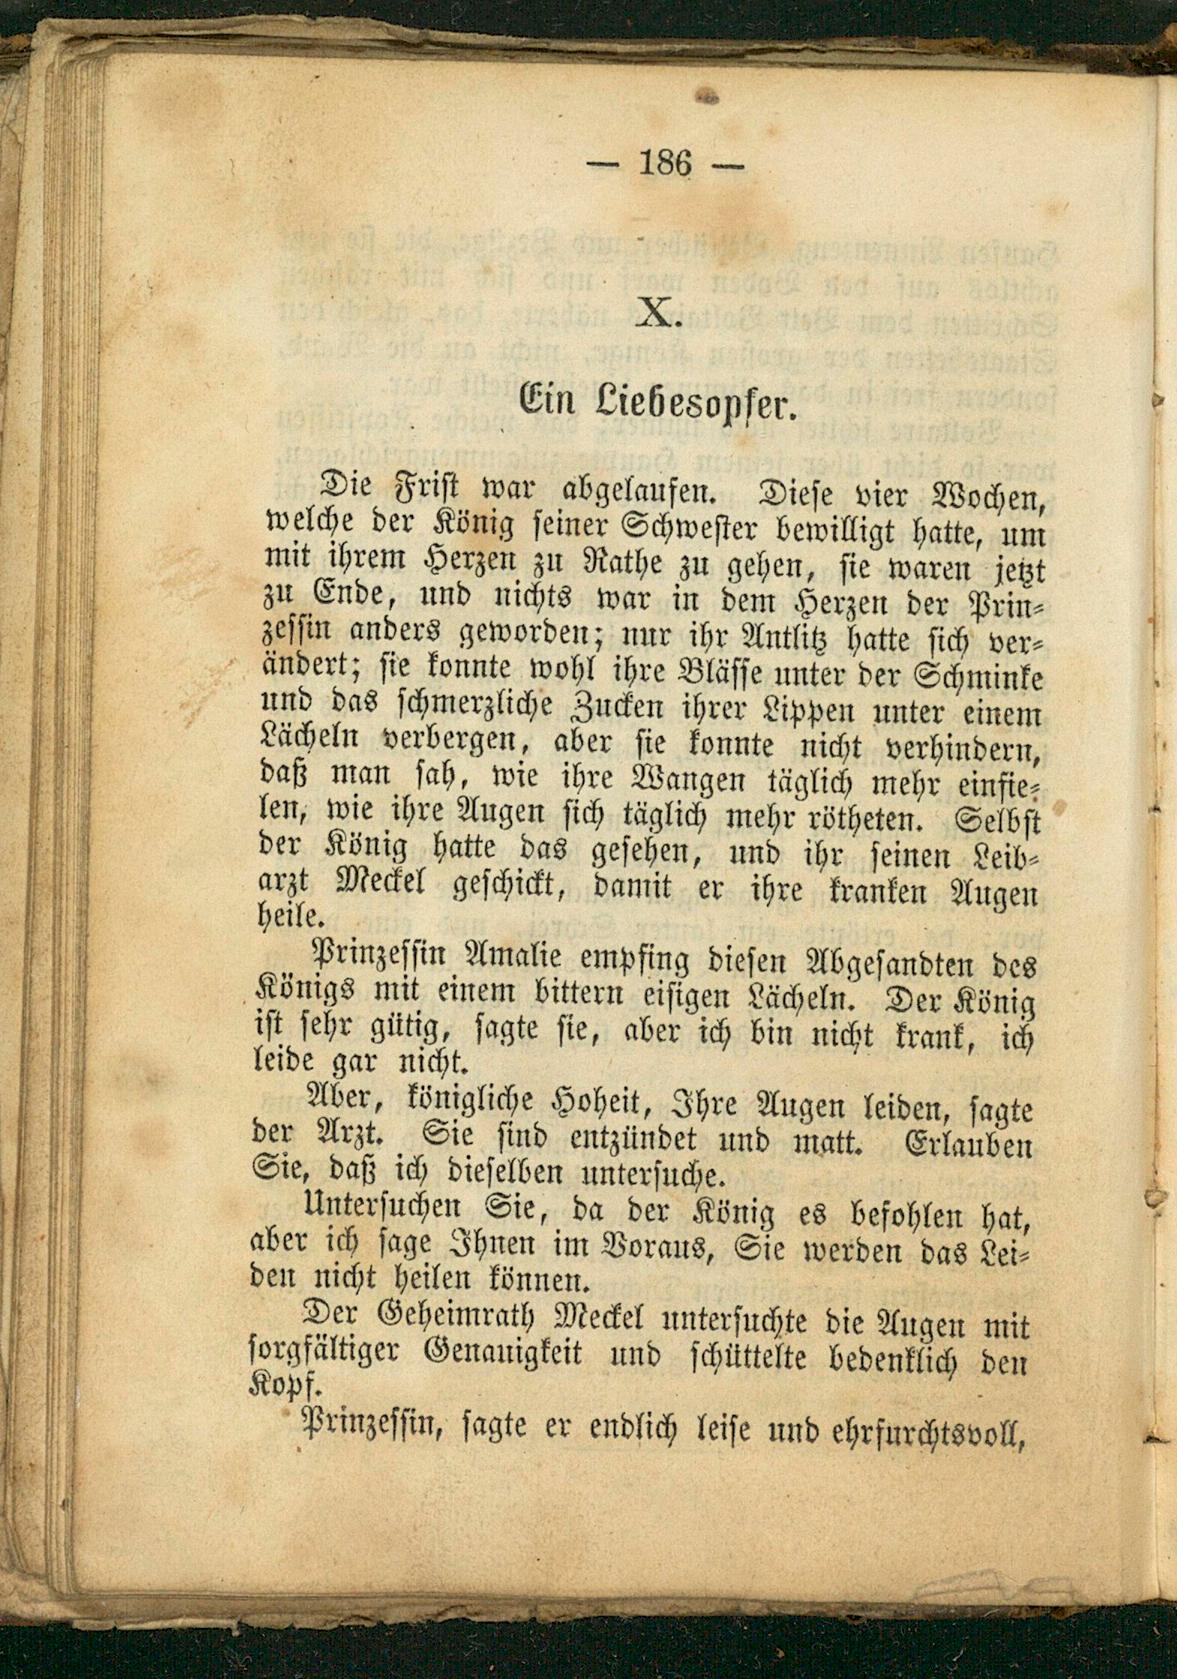 — 186 —
X.
Ein Liebesopfer.
Die Frist war abgelaufen. Diese vier Wochen,
welche der König seiner Schwester bewilligt hatte, um
mit ihrem Herzen zu Rathe zu gehen, sie waren jetzt
zu Ende, und nichts war in dem Herzen der Prin-
zessin anders geworden; nur ihr Antlitz hatte sich ver-
ändert; sie konnte wohl ihre Blässe unter der Schminke
und das schmerzliche Zucken ihrer Lippen unter einem
Lächeln verbergen, aber sie konnte nicht verhindern,
daß man sah, wie ihre Wangen täglich mehr einfie-
len, wie ihre Augen sich täglich mehr rötheten. Selbst
der König hatte das gesehen, und ihr seinen Leib-
arzt Meckel geschickt, damit er ihre kranken Augen
heile.
Prinzessin Amalie empfing diesen Abgesandten des
Königs mit einem bittern eisigen Lächeln. Der König
ist sehr gütig, sagte sie, aber ich bin nicht krank, ich
leide gar nicht.
Aber, königliche Hoheit, Ihre Augen leiden, sagte
der Arzt. Sie sind entzündet und matt. Erlauben
Sie, daß ich dieselben untersuche.
Untersuchen Sie, da der König es befohlen hat,
aber ich sage Ihnen im Voraus, Sie werden das Lei-
den nicht heilen können.
Der Geheimrath Meckel untersuchte die Augen mit
sorgfältiger Genauigkeit und schüttelte bedenklich den
Kopf.
Prinzessin, sagte er endlich leise und ehrfurchtsvoll,